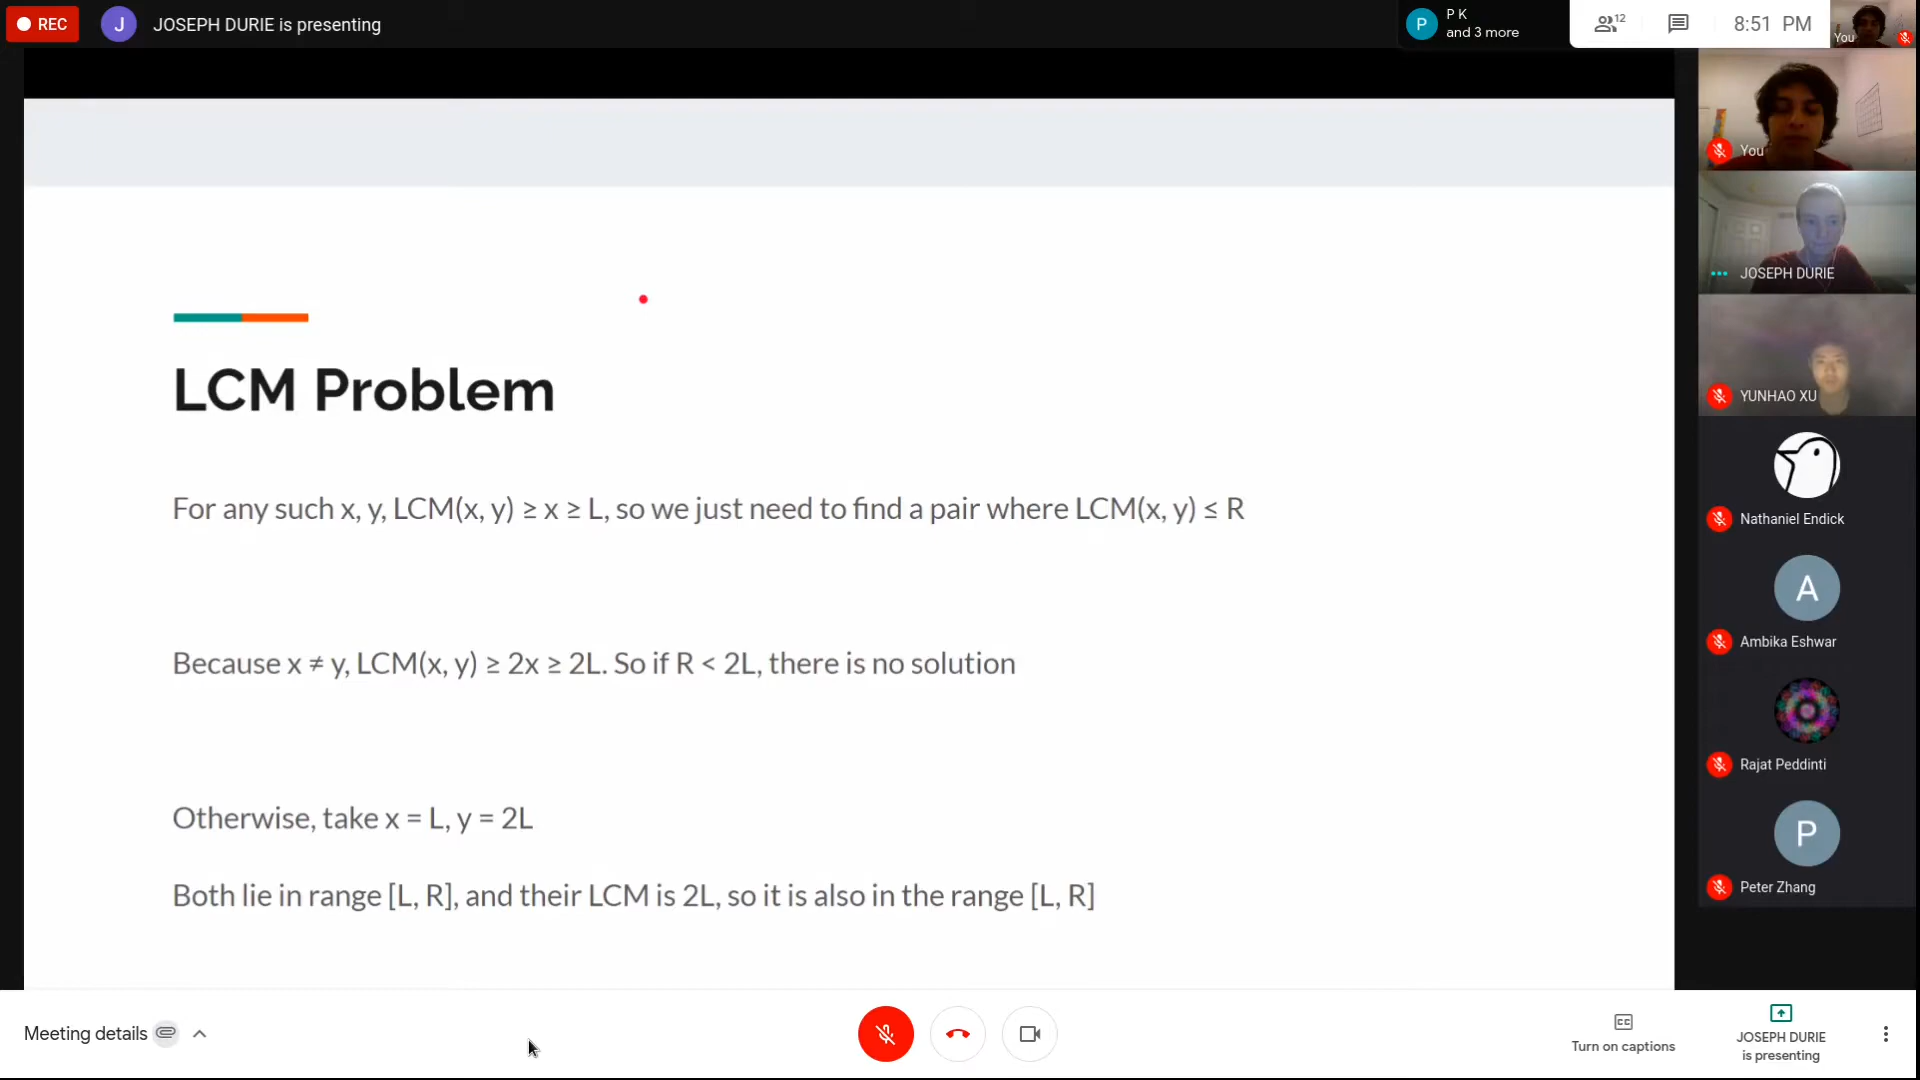 REC
J
JOSEPH DURIE is presenting
P
P K
and 3 more
12
8:51 PM
You
You
JOSEPH DURIE
YUNHAO XU
Nathaniel Endick
A
Ambika Eshwar
Rajat Peddinti
P
Peter Zhang
LCM Problem
For any such x, y, LCM(x, y) ≥ x ≥ L, so we just need to find a pair where LCM(x, y) ≤ R
Because x ≠ y, LCM(x, y) ≥ 2x ≥ 2L. So if R < 2L, there is no solution
Otherwise, take x = L, y = 2L
Both lie in range [L, R], and their LCM is 2L, so it is also in the range [L, R]
Meeting details
CC
Turn on captions
JOSEPH DURIE
is presenting